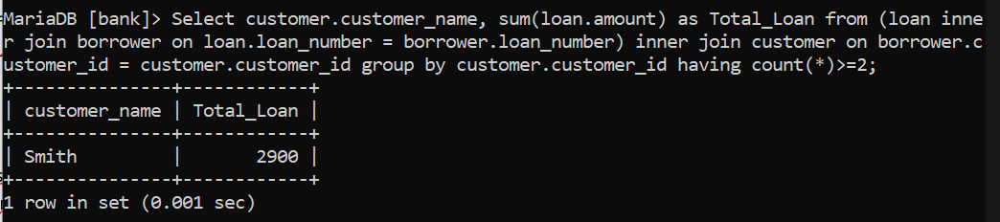 MariaDB [bank]> Select customer.customer_name, sum(loan.amount) as Total_Loan from (loan inne
r join borrower on loan.loan_number = borrower.loan_number) inner join customer on borrower.c
ustomer_id = customer.customer_id group by customer.customer_id having count(*)>=2;
+---------------+------------+
| customer_name | Total_Loan |
+---------------+------------+
| Smith         |       2900 |
+---------------+------------+
1 row in set (0.001 sec)